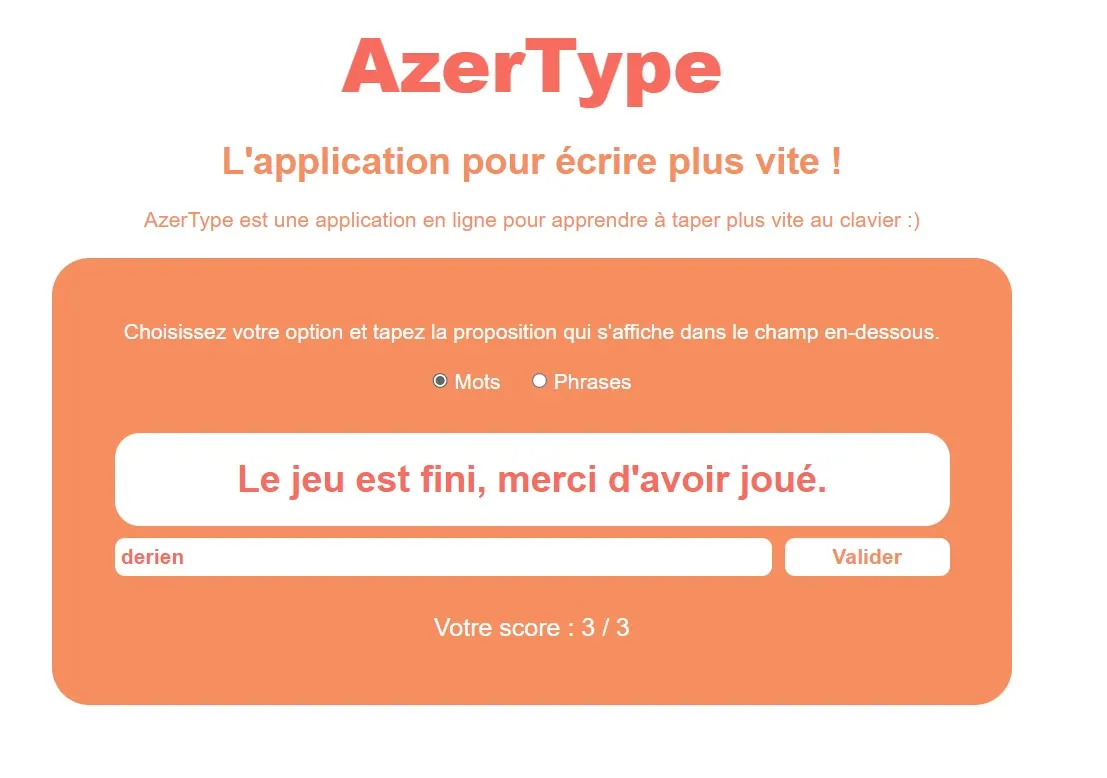 AzerType
L'application pour écrire plus vite !
AzerType est une application en ligne pour apprendre à taper plus vite au clavier :)
Choisissez votre option et tapez la proposition qui s'affiche dans le champ en-dessous.
Mots Phrases
Le jeu est fini, merci d'avoir joué.
derien Valider
Votre score : 3 / 3